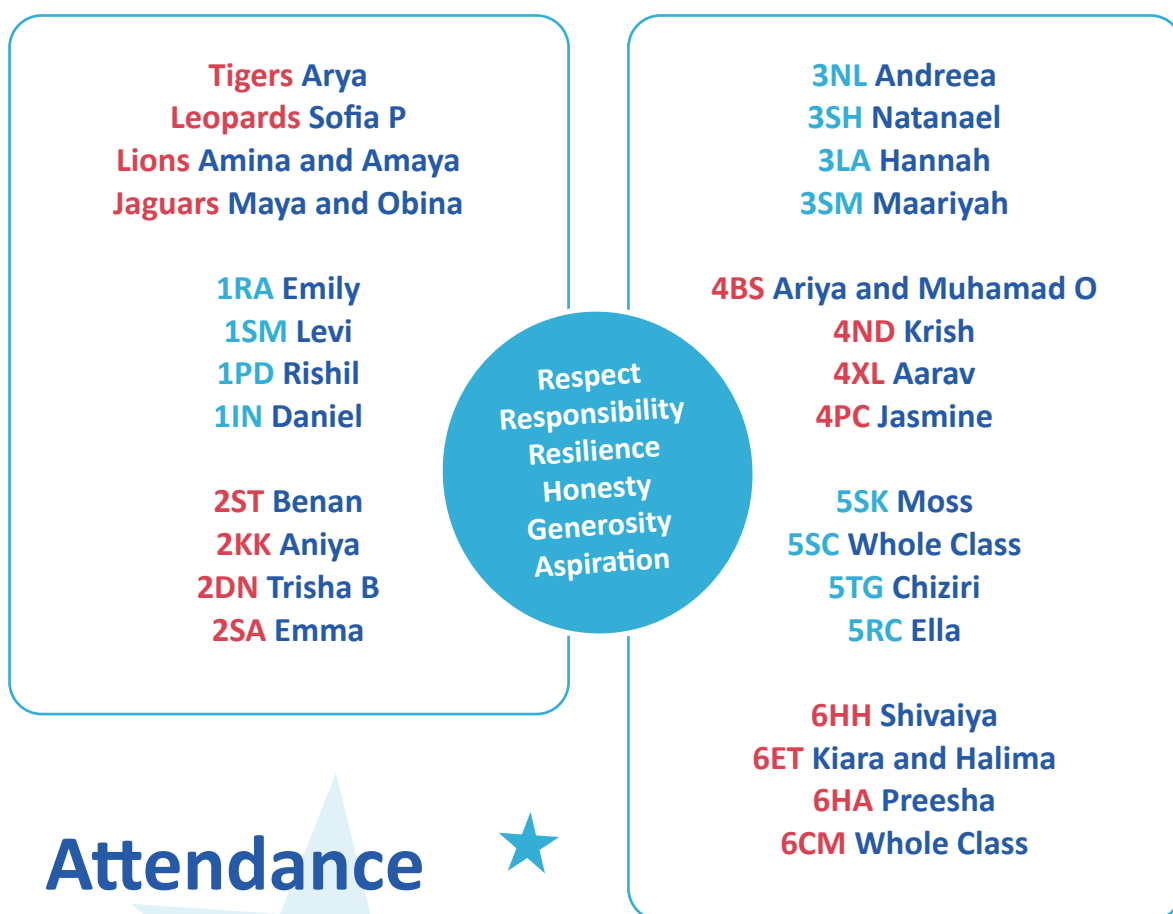 Tigers Arya
Leopards Sofia P
Lions Amina and Amaya
Jaguars Maya and Obina
1RA Emily
1SM Levi
1PD Rishil
1IN Daniel
2ST Benan
2KK Aniya
2DN Trisha B
2SA Emma
Respect
Responsibility
Resilience
Honesty
Generosity
Aspiration
3NL Andreea
3SH Natanael
3LA Hannah
3SM Maariyah
4BS Ariya and Muhamad O
4ND Krish
4XL Aarav
4PC Jasmine
5SK Moss
5SC Whole Class
5TG Chiziri
5RC Ella
6HH Shivaiya
6ET Kiara and Halima
6HA Preesha
6CM Whole Class
Attendance